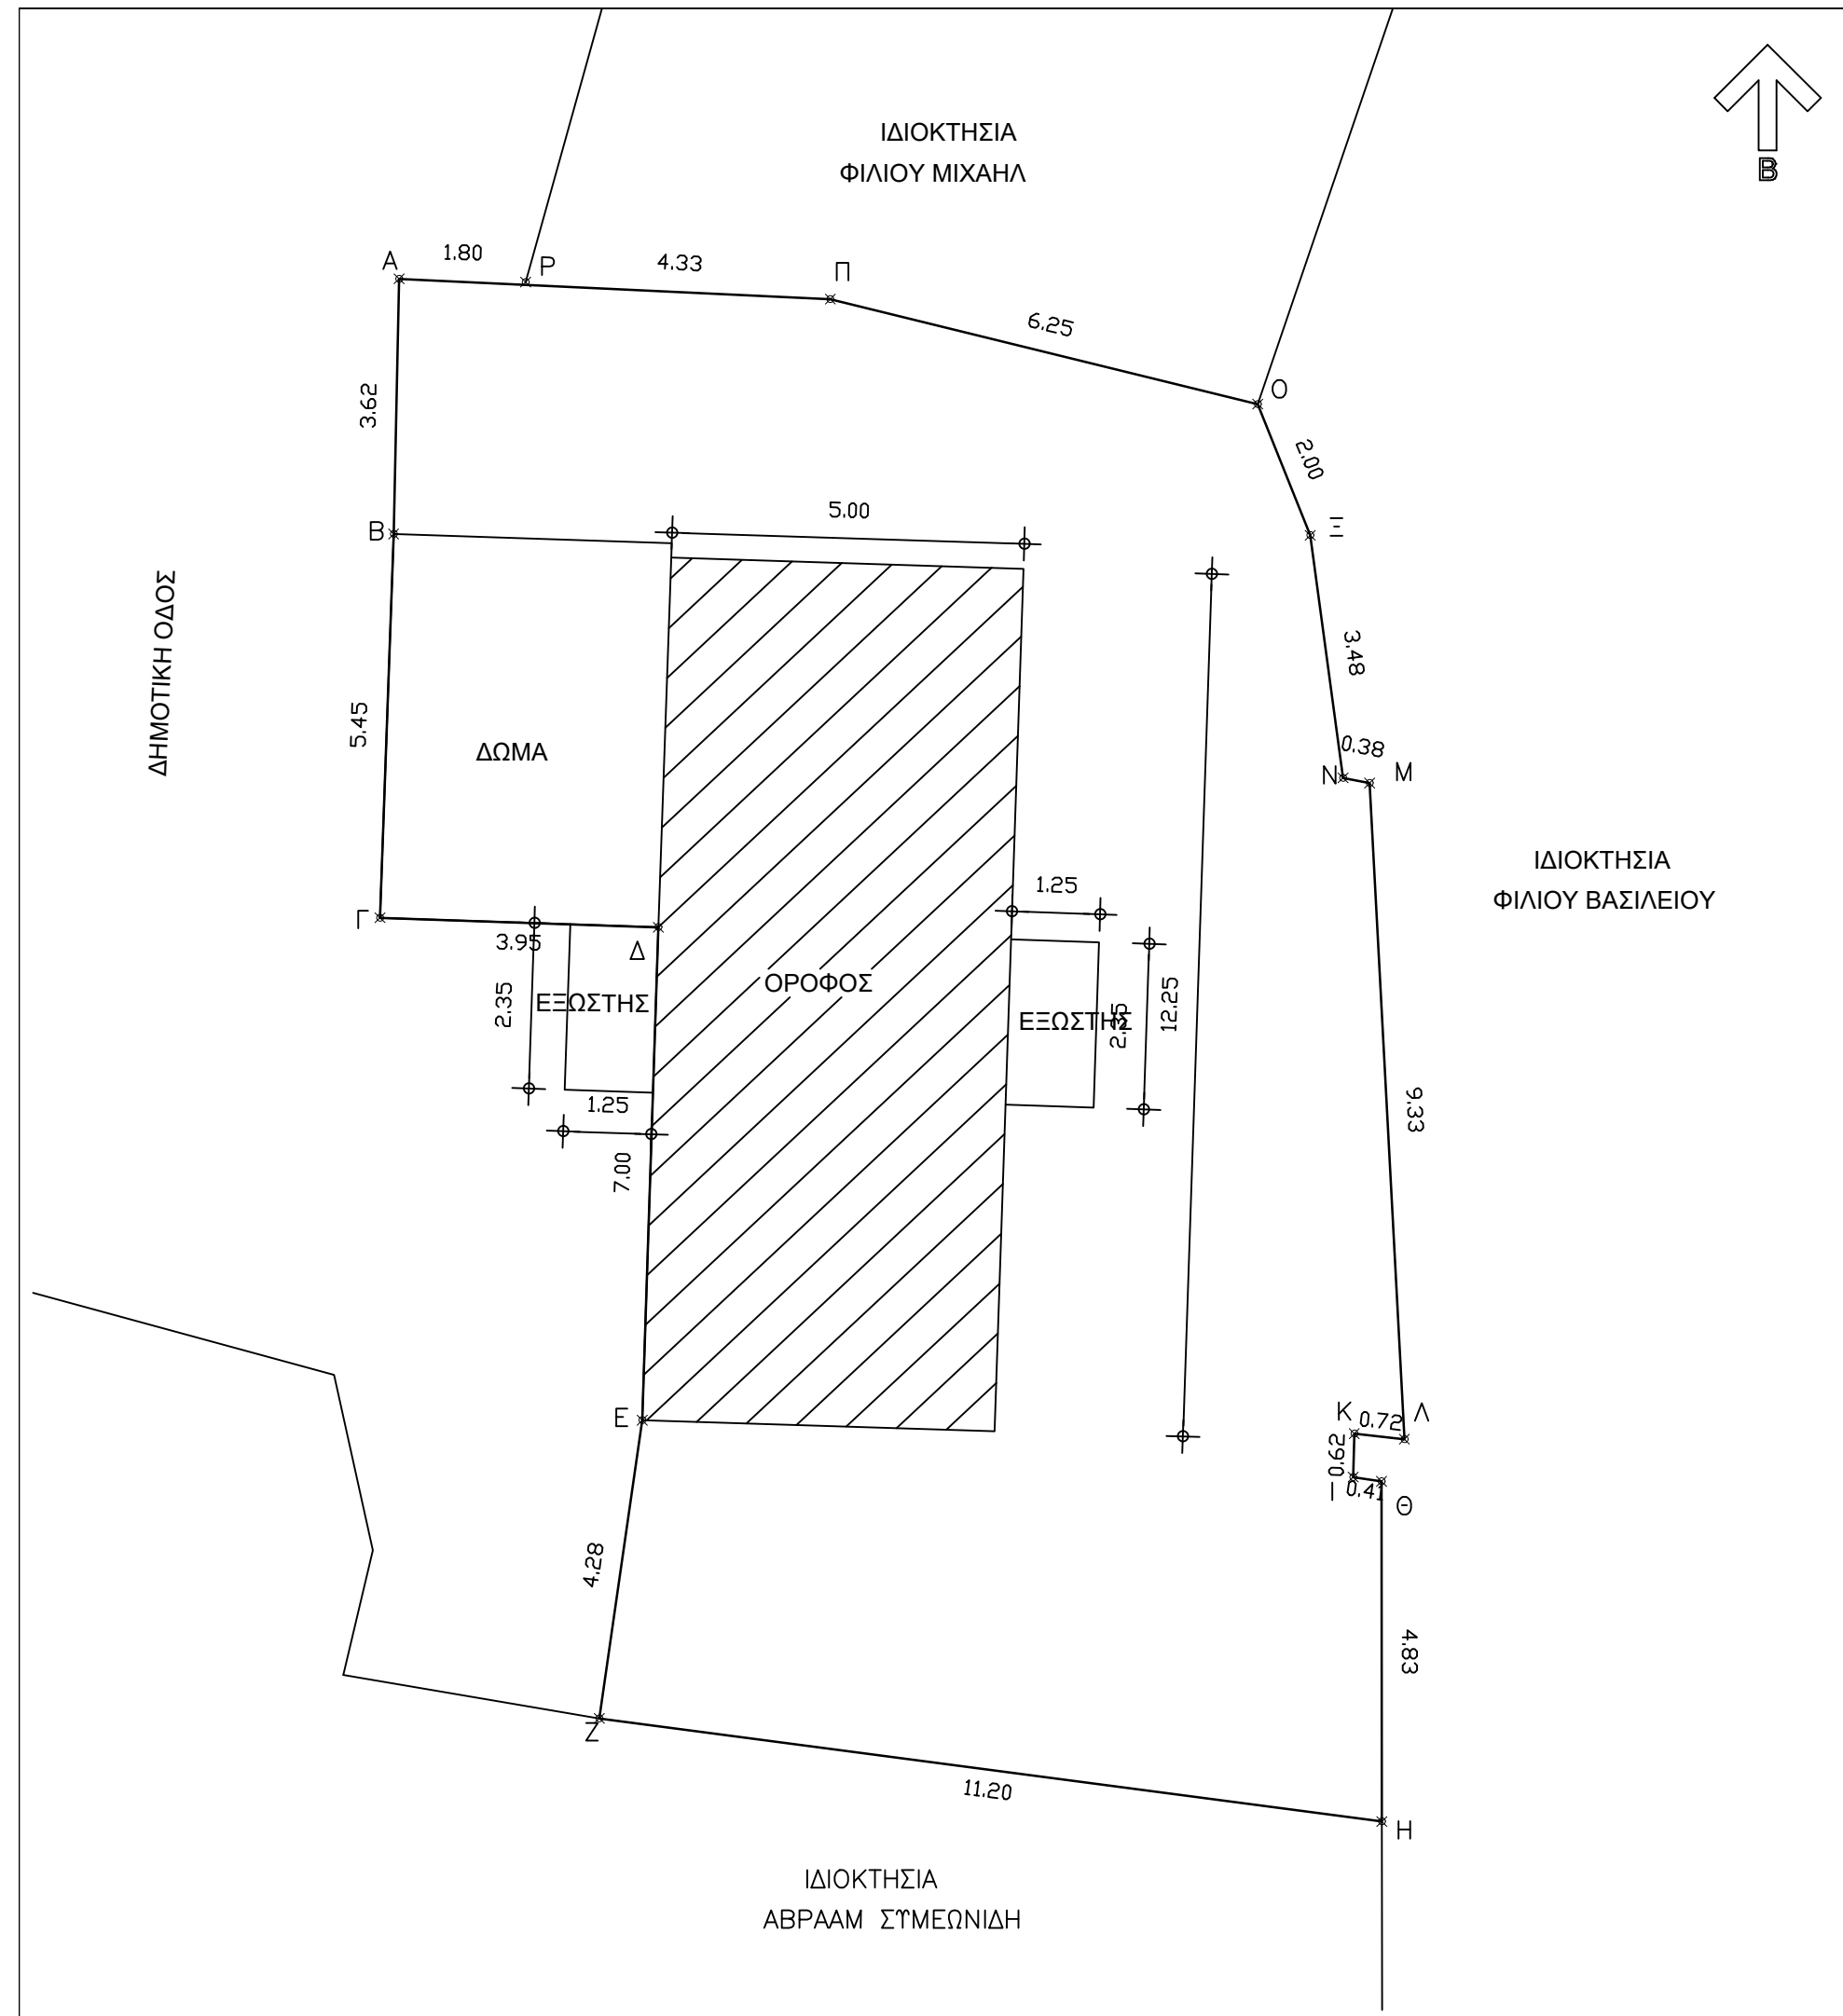 ΙΔΙΟΚΤΗΣΙΑ
ΦΙΛΙΟΥ ΜΙΧΑΗΛ
Β
Α
1.80
Ρ
4.33
Π
6.25
Ο
2.00
Ξ
3.62
Β
5.00
3.48
0.38
Ν
Μ
ΔΗΜΟΤΙΚΗ ΟΔΟΣ
5.45
ΔΩΜΑ
ΙΔΙΟΚΤΗΣΙΑ
ΦΙΛΙΟΥ ΒΑΣΙΛΕΙΟΥ
Γ
3.95
Δ
1.25
2.35
ΕΞΩΣΤΗΣ
ΟΡΟΦΟΣ
ΕΞΩΣΤΗΣ
2.35
12.25
1.25
7.00
9.33
Ε
Κ
0.72
Λ
0.62
Ι
0.41
Θ
4.28
4.83
Ζ
11.20
Η
ΙΔΙΟΚΤΗΣΙΑ
ΑΒΡΑΑΜ ΣΥΜΕΩΝΙΔΗ